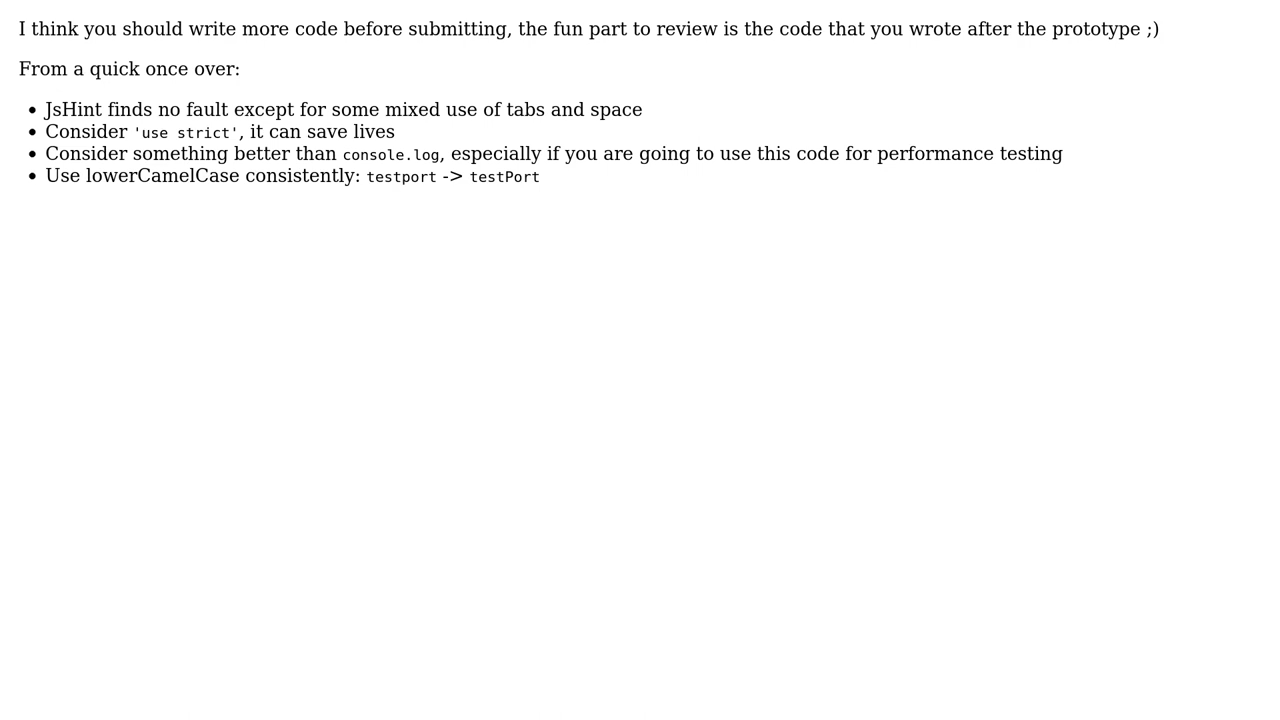 I think you should write more code before submitting, the fun part to review is the code that you wrote after the prototype ;)
From a quick once over:
• JsHint finds no fault except for some mixed use of tabs and space
• Consider 'use strict', it can save lives
• Consider something better than console.log, especially if you are going to use this code for performance testing
• Use lowerCamelCase consistently: testport -> testPort